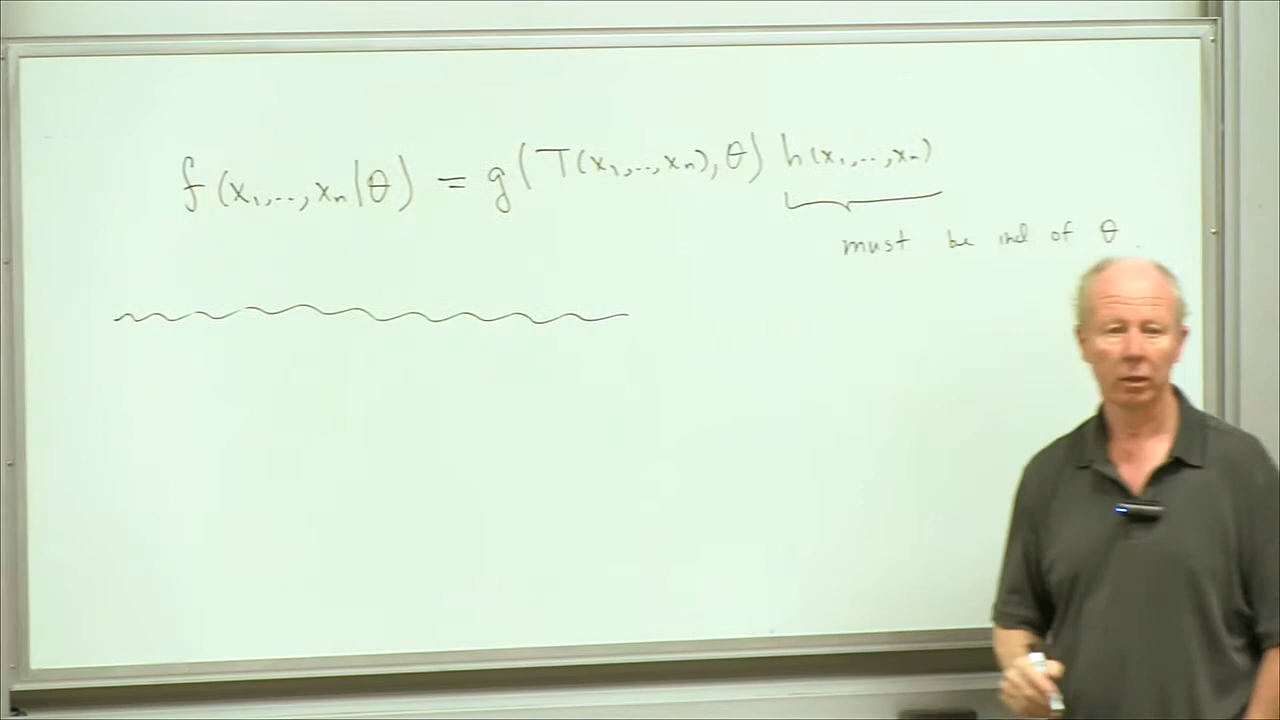 f(x₁,..,xₙ|θ) = g(T(x₁,..,xₙ),θ) h(x₁,..,xₙ)
must be ind of θ.